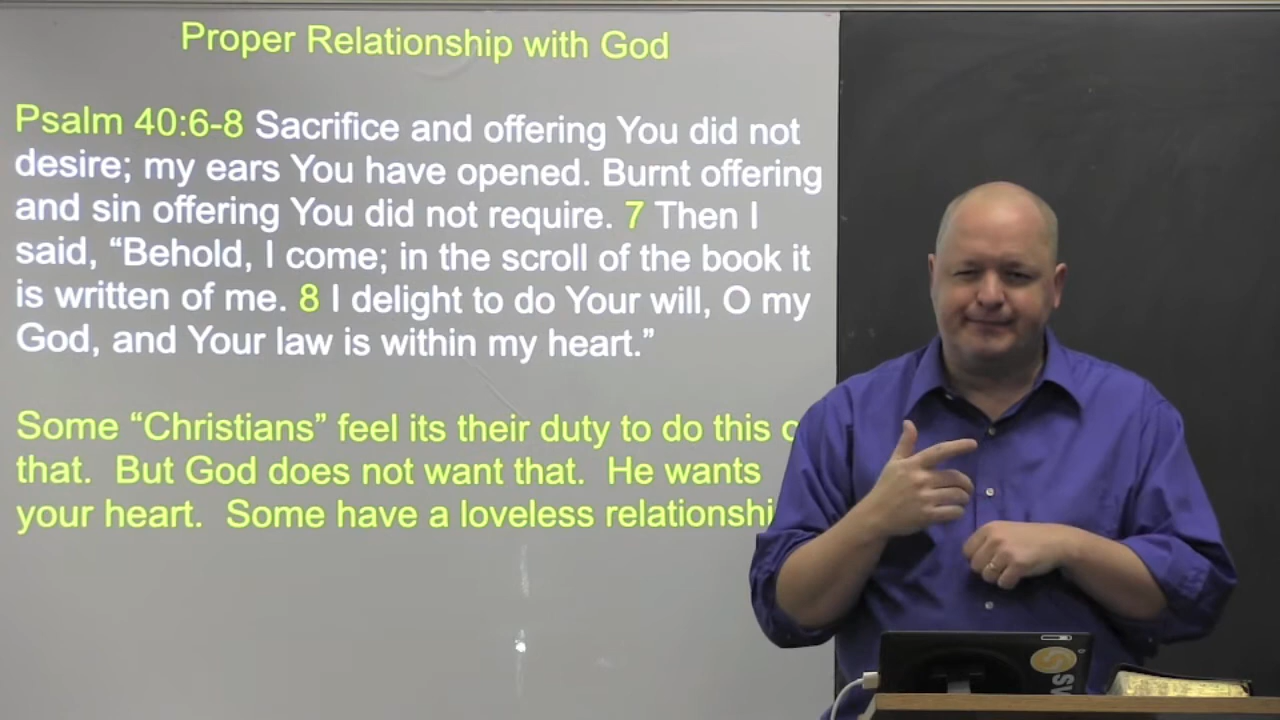 Proper Relationship with God
Psalm 40:6-8 Sacrifice and offering You did not
desire; my ears You have opened. Burnt offering
and sin offering You did not require. 7 Then I
said, “Behold, I come; in the scroll of the book it
is written of me. 8 I delight to do Your will, O my
God, and Your law is within my heart.”
Some “Christians” feel its their duty to do this
that.  But God does not want that.  He wants
your heart.  Some have a loveless